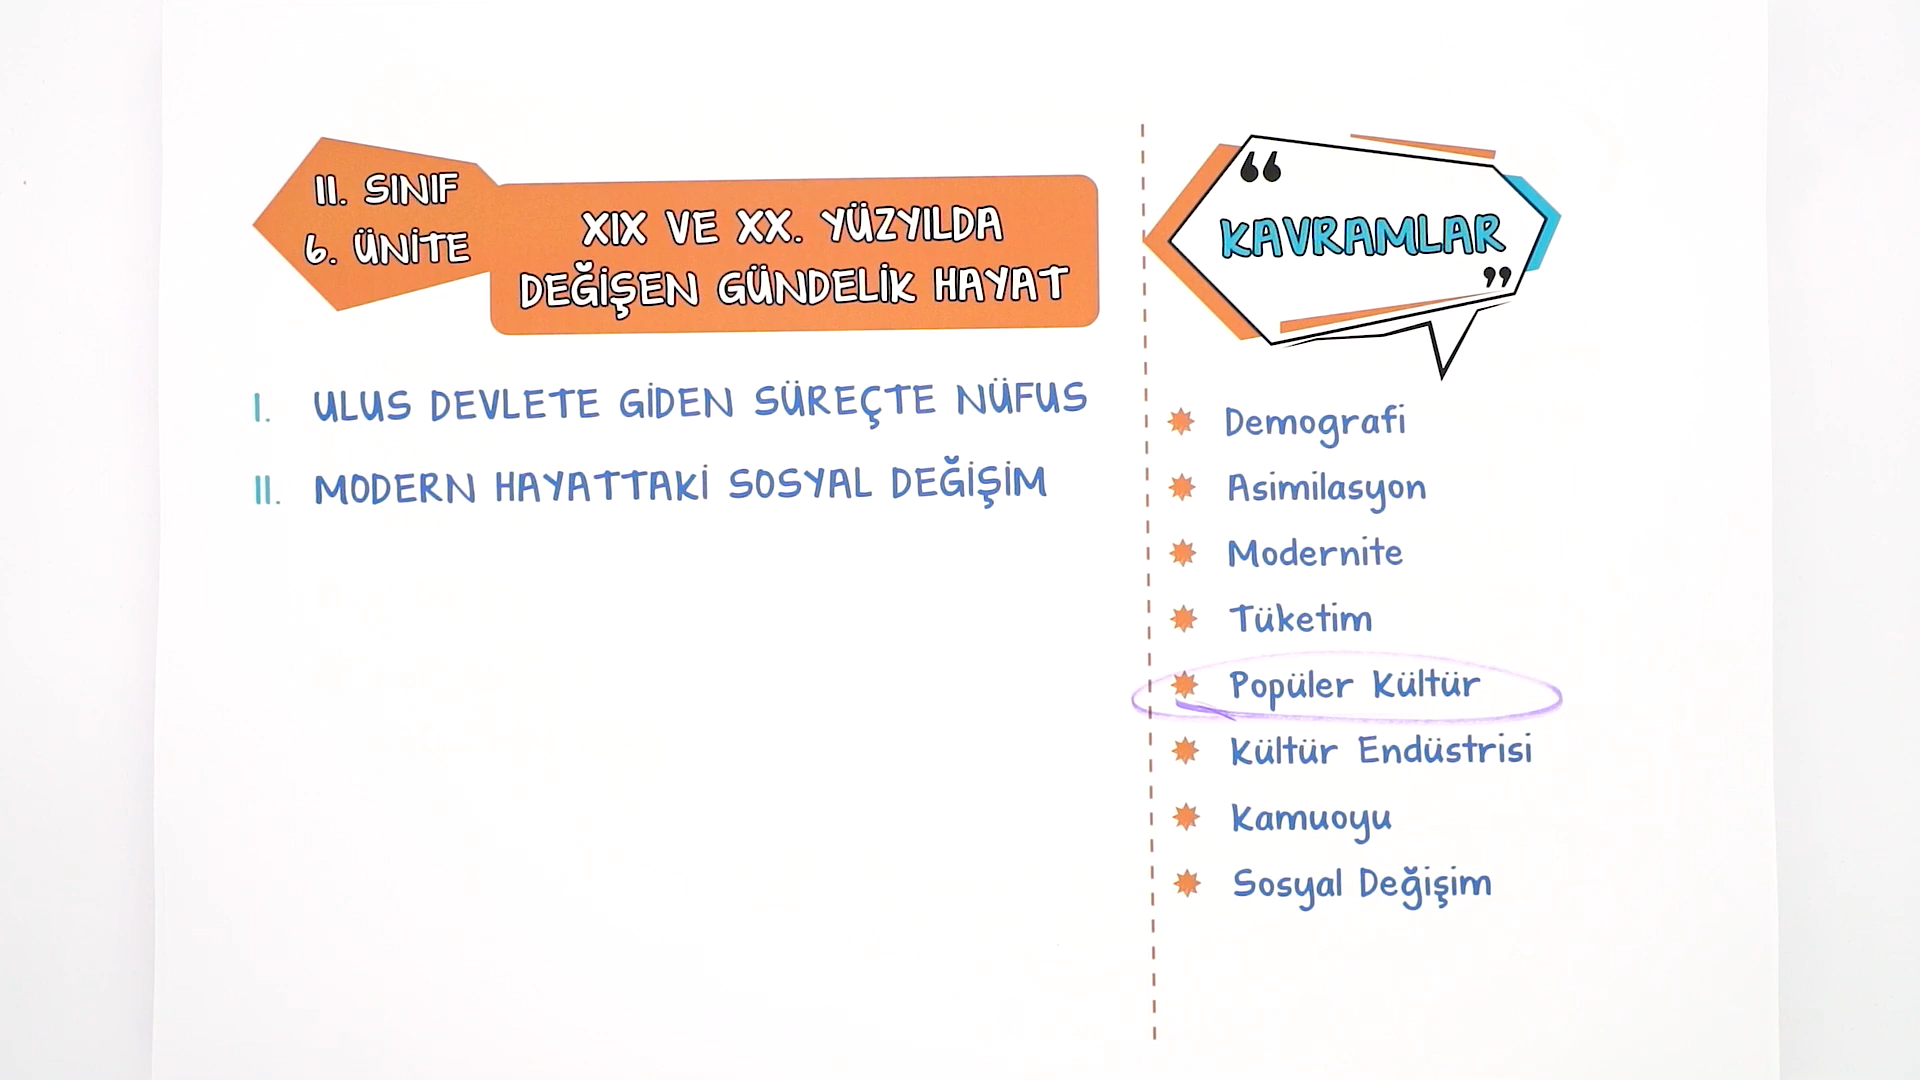 11. SINIF
6. ÜNİTE
XIX VE XX. YÜZYILDA
DEĞİŞEN GÜNDELİK HAYAT
I. ULUS DEVLETE GİDEN SÜREÇTE NÜFUS
II. MODERN HAYATTAKİ SOSYAL DEĞİŞİM
“
KAVRAMLAR
”
Demografi
Asimilasyon
Modernite
Tüketim
Popüler Kültür
Kültür Endüstrisi
Kamuoyu
Sosyal Değişim